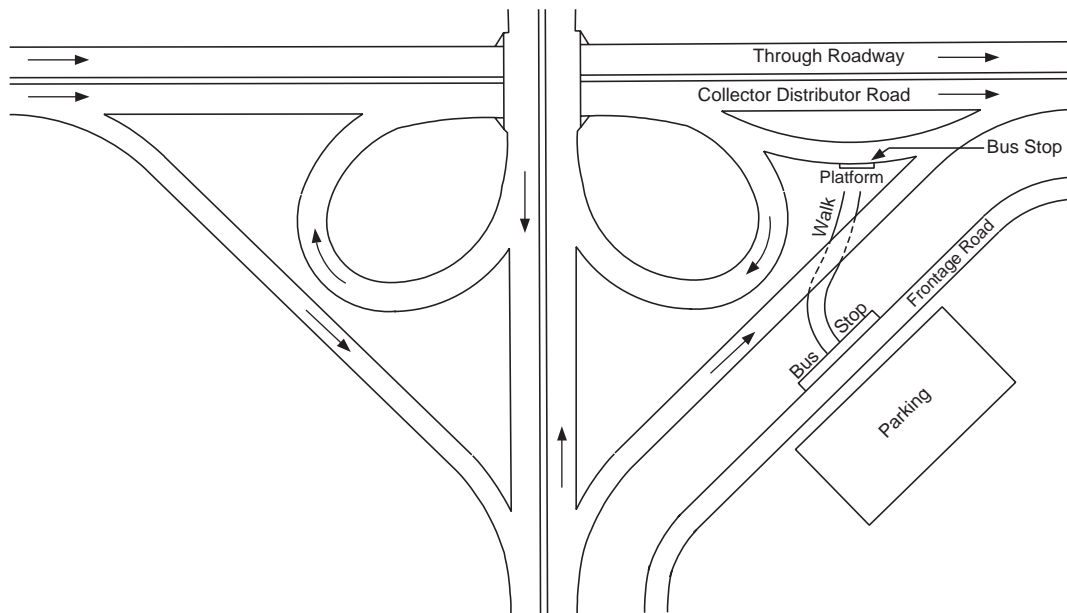 Through Roadway
Collector Distributor Road
Bus Stop
Platform
Walk
Frontage Road
Bus Stop
Parking